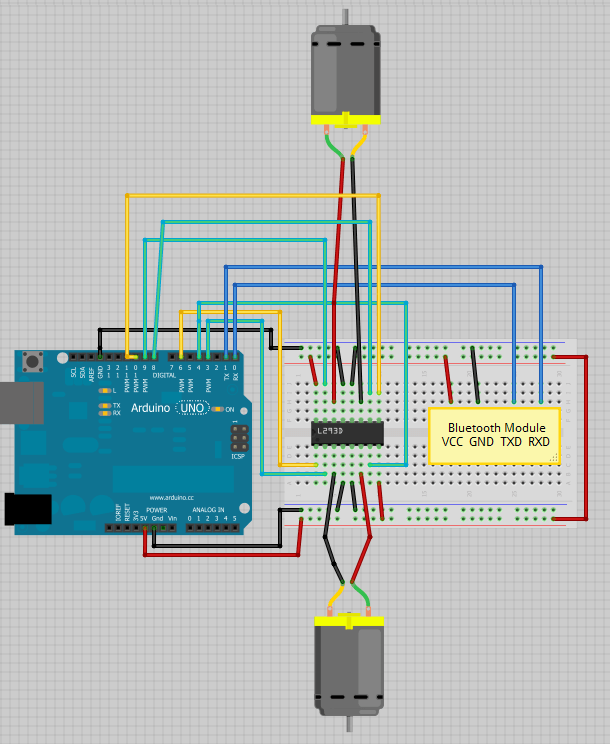 SCL SDA AREF GND 13 12 11 10 9 8 7 6 5 4 3 2 1 0
PWM PWM PWM DIGITAL PWM PWM PWM TX RX
L
TX
RX
Arduino UNO ON
1
ICSP
L293D
Bluetooth Module
VCC GND TXD RXD
www.arduino.cc
POWER ANALOG IN
IOREF RESET 3V3 5V Gnd Vin 0 1 2 3 4 5